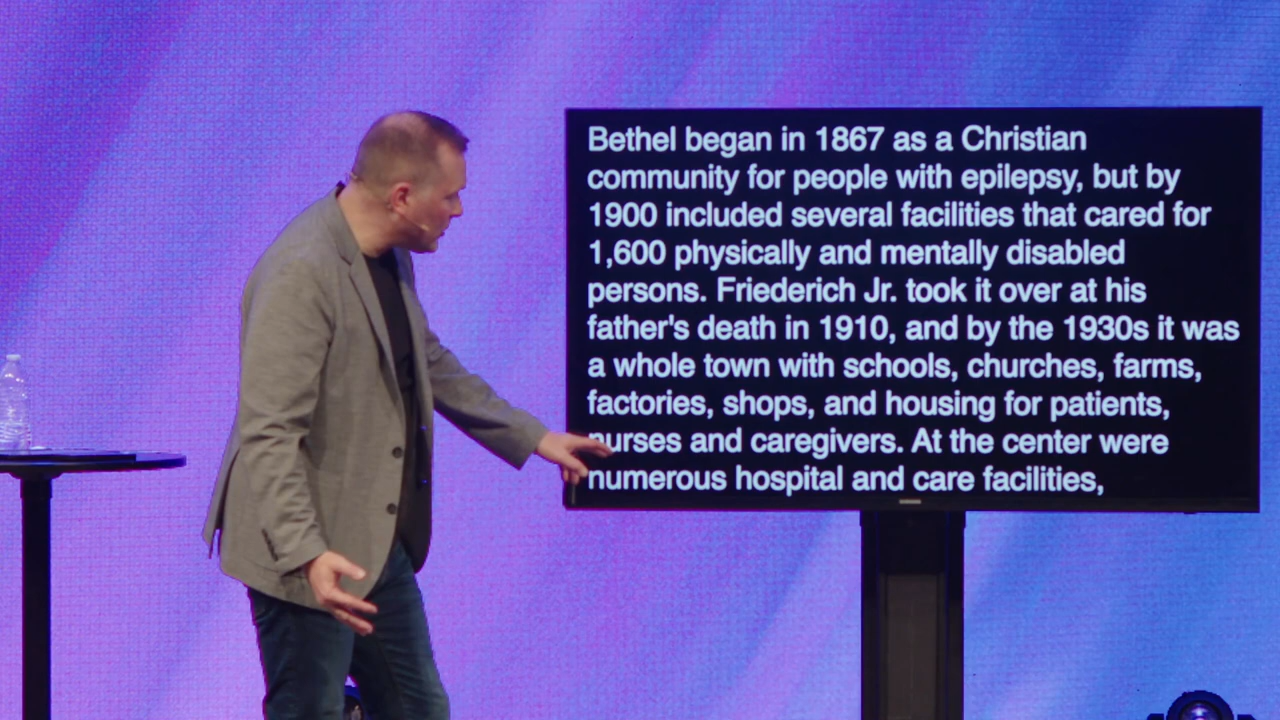 Bethel began in 1867 as a Christian
community for people with epilepsy, but by
1900 included several facilities that cared for
1,600 physically and mentally disabled
persons. Friederich Jr. took it over at his
father's death in 1910, and by the 1930s it was
a whole town with schools, churches, farms,
factories, shops, and housing for patients,
nurses and caregivers. At the center were
numerous hospital and care facilities,